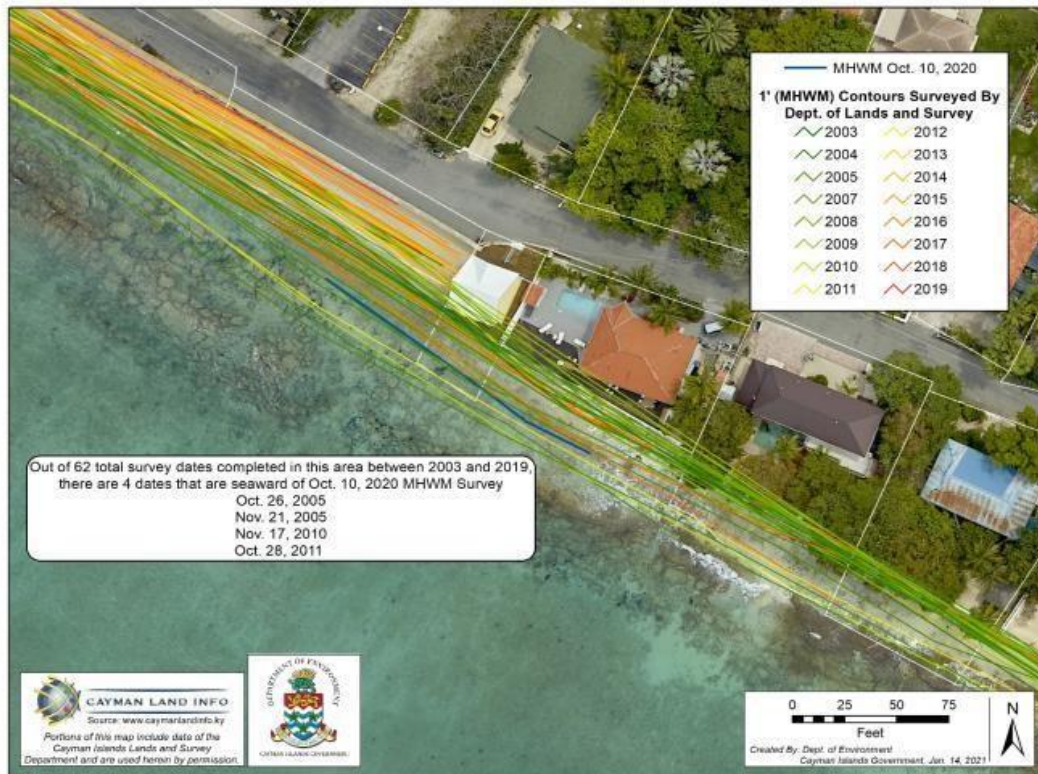 MHWM Oct. 10, 2020
1' (MHWM) Contours Surveyed By
Dept. of Lands and Survey
2003
2004
2005
2007
2008
2009
2010
2011
2012
2013
2014
2015
2016
2017
2018
2019
Out of 62 total survey dates completed in this area between 2003 and 2019,
there are 4 dates that are seaward of Oct. 10, 2020 MHWM Survey
Oct. 26, 2005
Nov. 21, 2005
Nov. 17, 2010
Oct. 28, 2011
CAYMAN LAND INFO
Source: www.caymanlandinfo.ky
Portions of this map include data of the
Cayman Islands Lands and Survey
Department and are used herein by permission.
DEPARTMENT OF ENVIRONMENT
CAYMAN ISLANDS GOVERNMENT
0 25 50 75
Feet
N
Created By: Dept. of Environment
Cayman Islands Government, Jan. 14, 2021